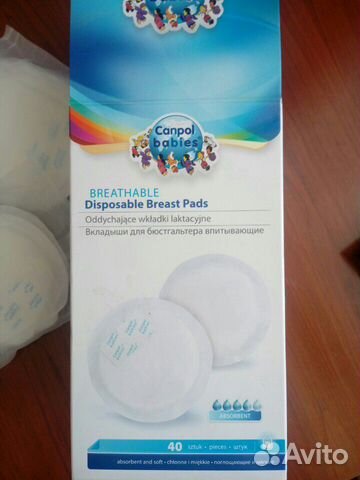 babies
Canpol
babies
BREATHABLE
Disposable Breast Pads
Oddychające wkładki laktacyjne
Вкладыши для бюстгальтера впитывающие
ABSORBENT
40 sztuk • pieces • штук
absorbent and soft • chłonne i miękkie • поглощающие
Avito